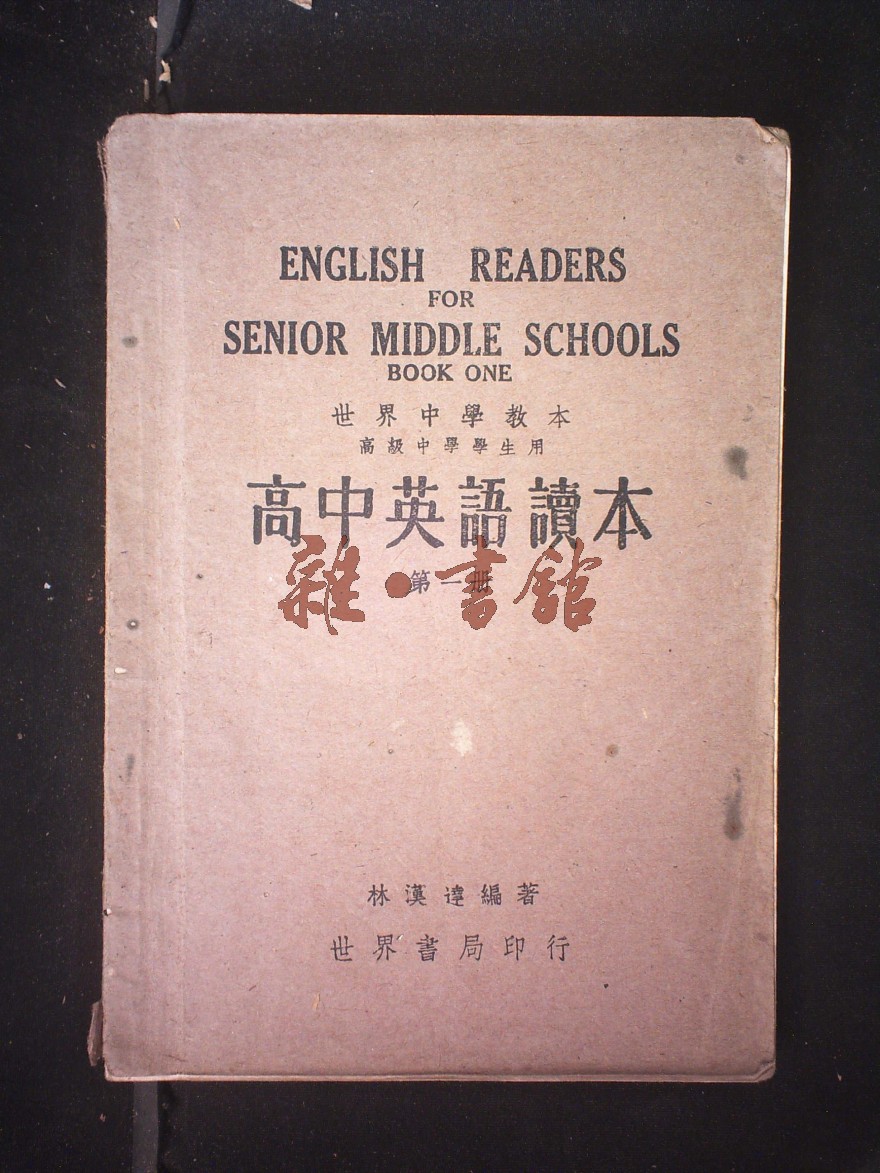 ENGLISH READERS
FOR
SENIOR MIDDLE SCHOOLS
BOOK ONE
世界中學教本
高級中學學生用
高中英語讀本
第一册
雜·書館
林漢達編著
世界書局印行